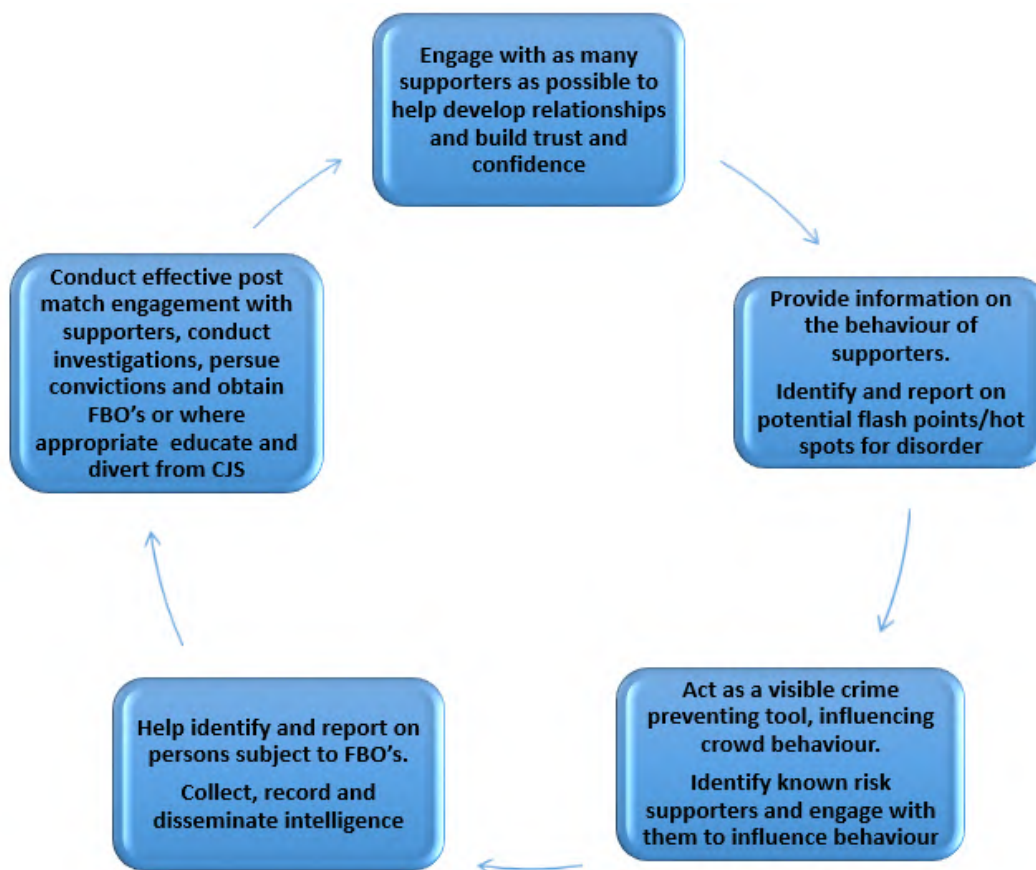 Engage with as many
supporters as possible to
help develop relationships
and build trust and
confidence
Provide information on
the behaviour of
supporters.
Identify and report on
potential flash points/hot
spots for disorder
Act as a visible crime
preventing tool, influencing
crowd behaviour.
Identify known risk
supporters and engage with
them to influence behaviour
Help identify and report on
persons subject to FBO's.
Collect, record and
disseminate intelligence
Conduct effective post
match engagement with
supporters, conduct
investigations, persue
convictions and obtain
FBO's or where
appropriate educate and
divert from CJS